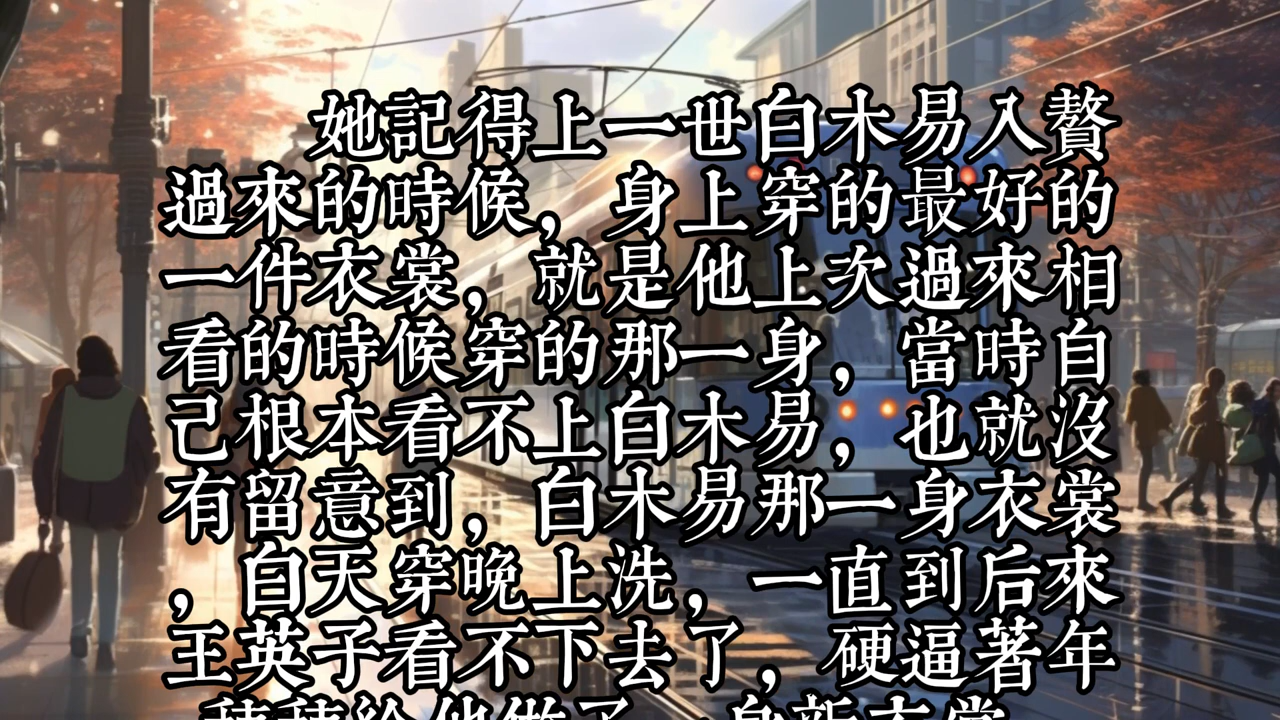 她記得上一世白木易入贅
過來的時候，身上穿的最好的
一件衣裳，就是他上次過來相
看的時候穿的那一身，當時自
己根本看不上白木易，也就沒
有留意到，白木易那一身衣裳
，白天穿晚上洗，一直到后來
王英子看不下去了，硬逼著年